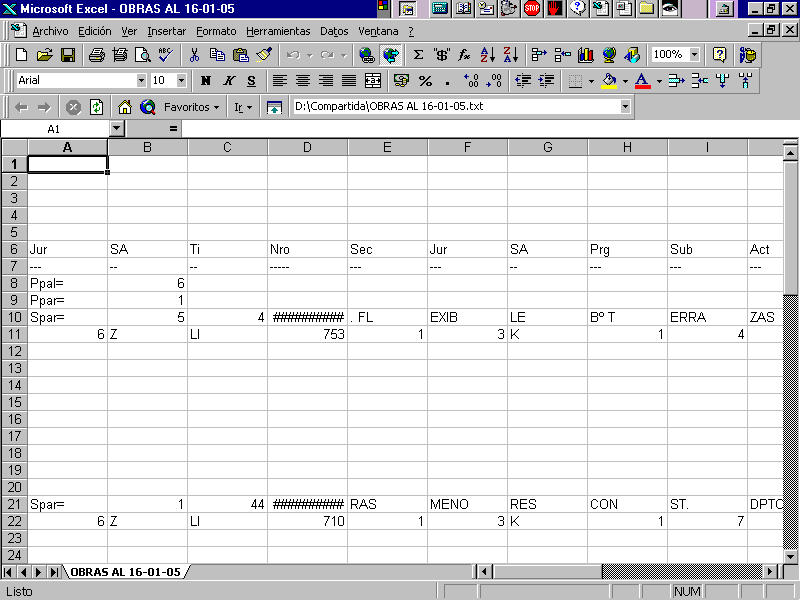 Microsoft Excel - OBRAS AL 16-01-05
Archivo Edición Ver Insertar Formato Herramientas Datos Ventana ?
100%
Arial 10 N K S
Favoritos Ir D:\Compartida\OBRAS AL 16-01-05.txt
A1 =
A B C D E F G H I
1
2
3
4
5
6 Jur SA Ti Nro Sec Jur SA Prg Sub Act
7 --- -- -- ----- --- --- -- --- --- ---
8 Ppal= 6
9 Ppar= 1
10 Spar= 5 4 ######### . FL EXIB LE Bº T ERRA ZAS
11 6 Z LI 753 1 3 K 1 4
12
13
14
15
16
17
18
19
20
21 Spar= 1 44 ######### RAS MENO RES CON ST. DPTO
22 6 Z LI 710 1 3 K 1 7
23
24
OBRAS AL 16-01-05
Listo NUM